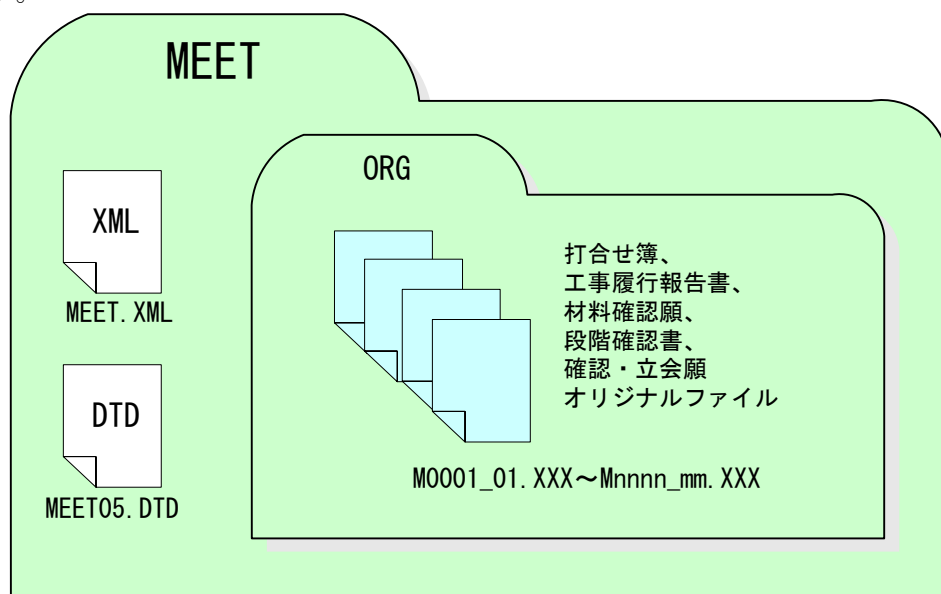 MEET
ORG
XML
MEET.XML
DTD
MEET05.DTD
打合せ簿、
工事履行報告書、
材料確認願、
段階確認書、
確認・立会願
オリジナルファイル
M0001_01.XXX～Mnnnn_mm.XXX